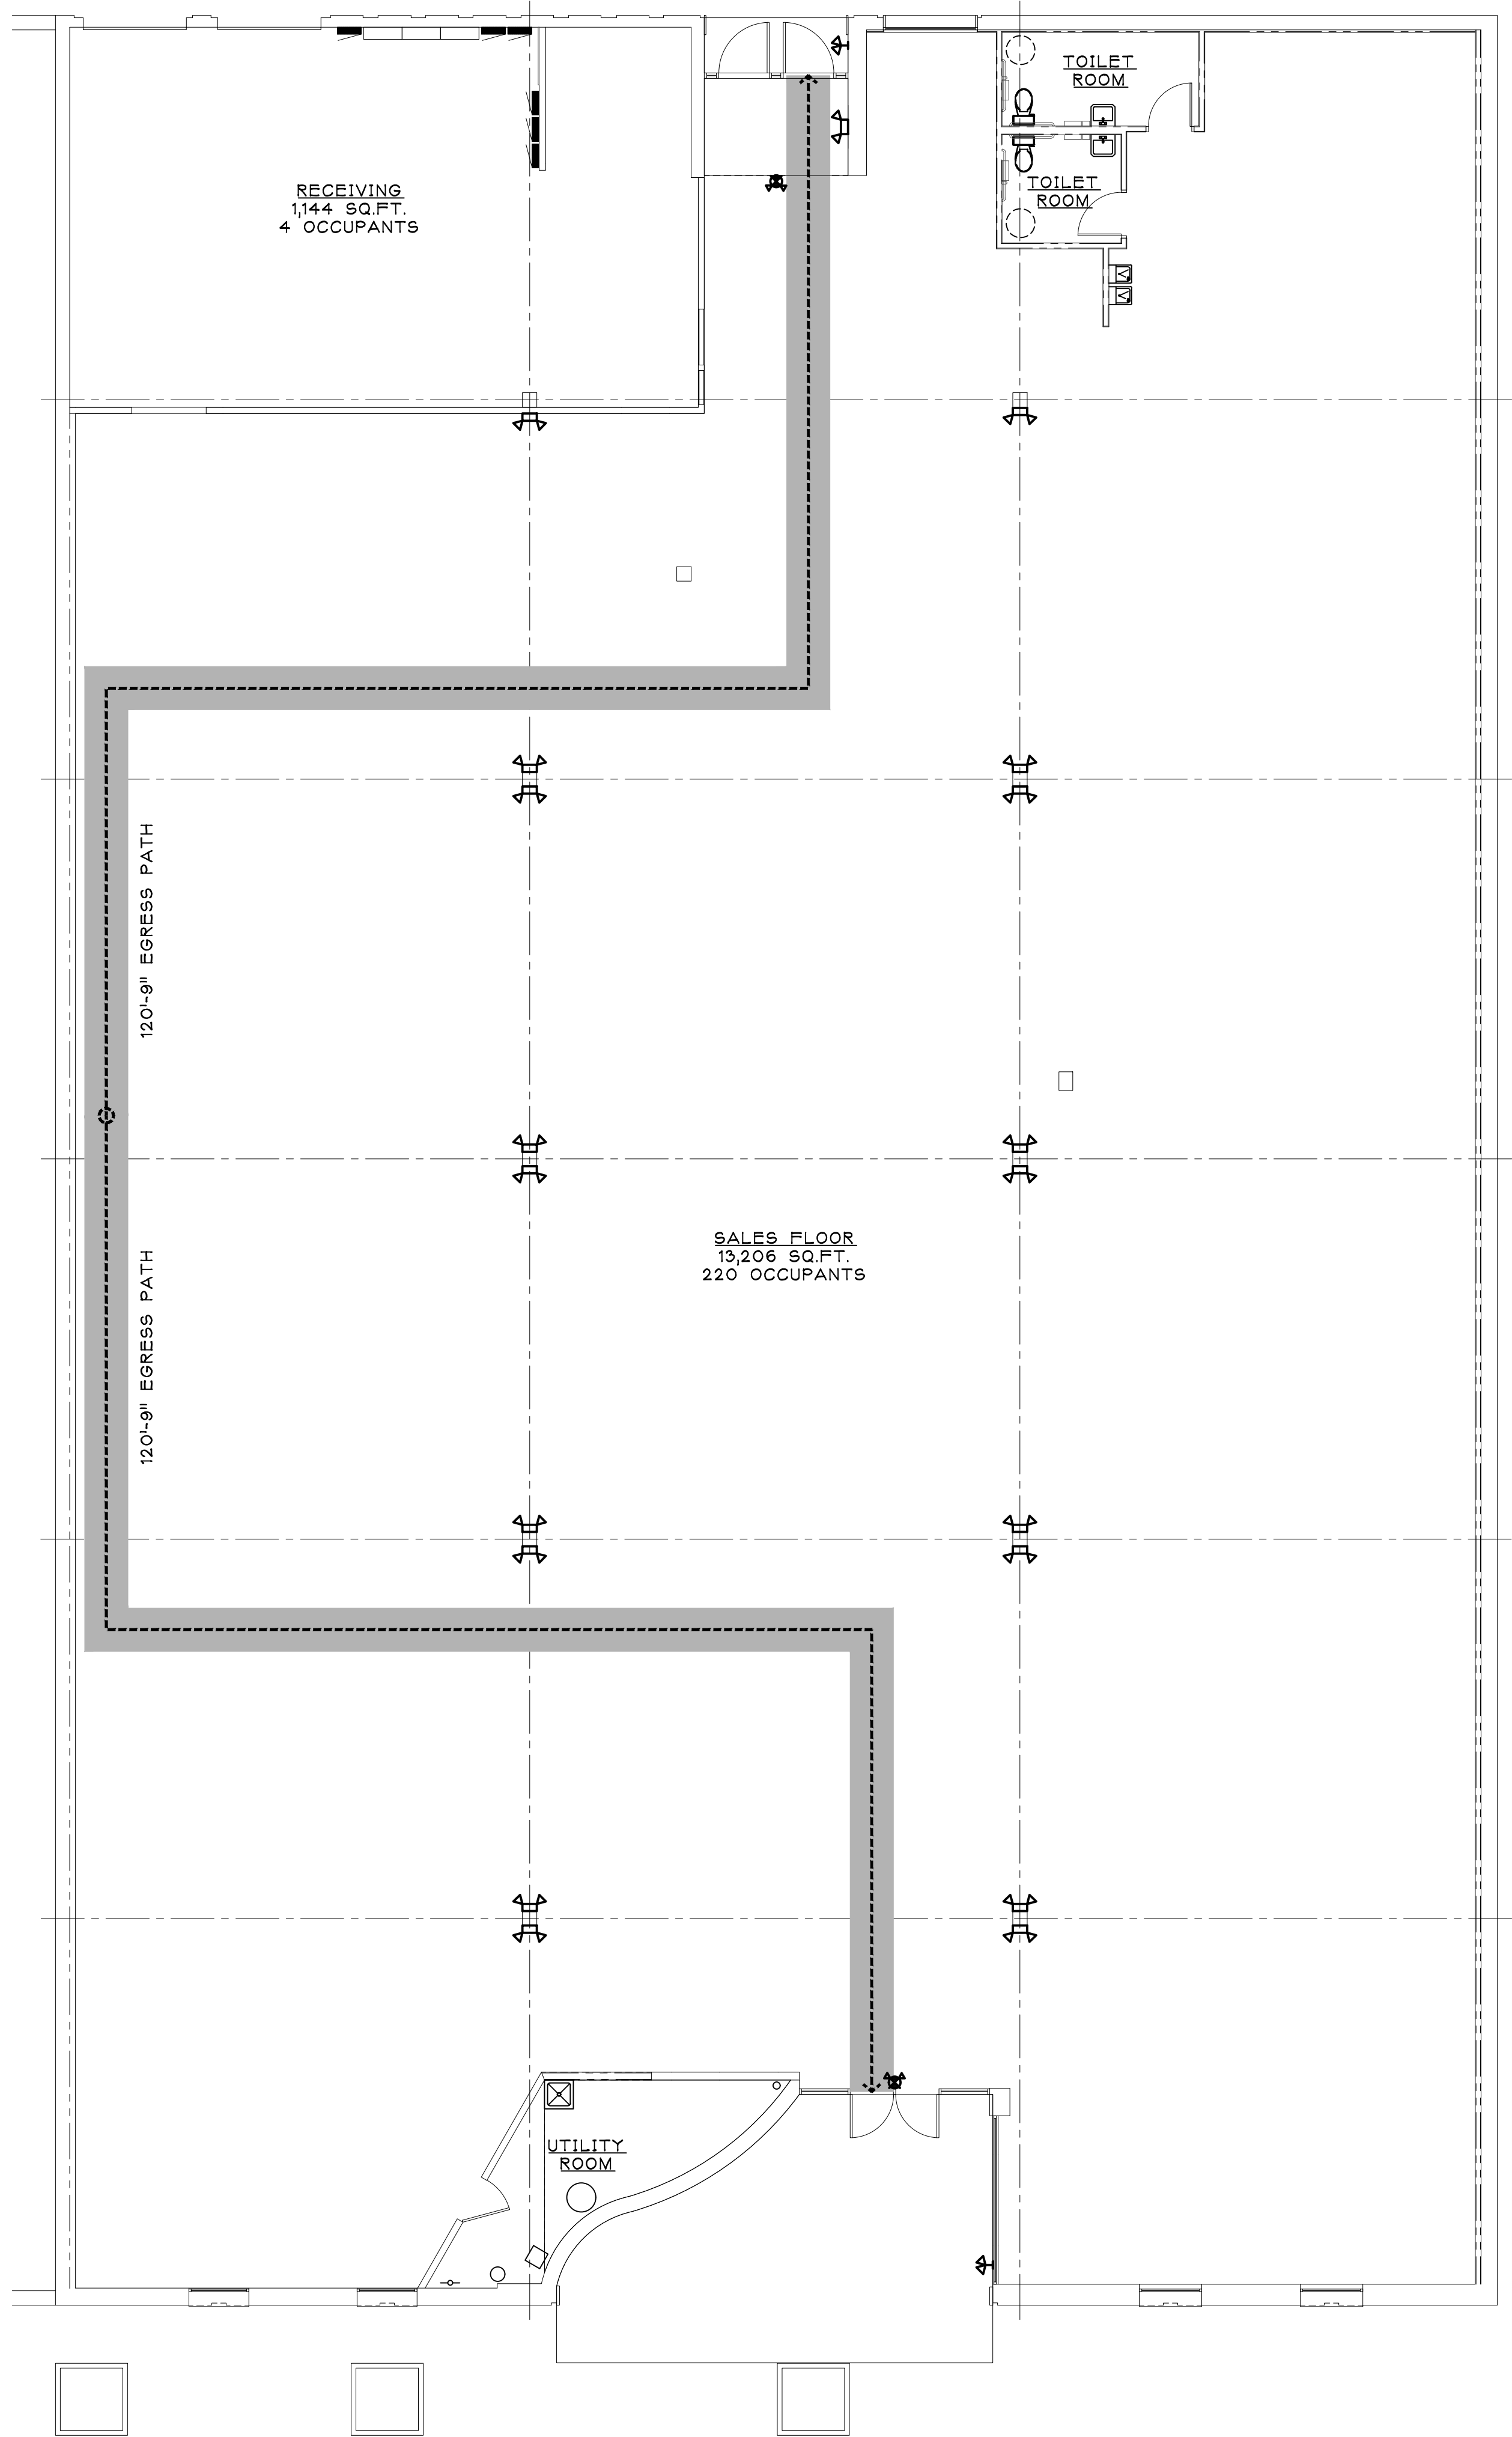 TOILET
ROOM
TOILET
ROOM
RECEIVING
1,144 SQ.FT.
4 OCCUPANTS
120'-9" EGRESS PATH
SALES FLOOR
13,206 SQ.FT.
220 OCCUPANTS
120'-9" EGRESS PATH
UTILITY
ROOM